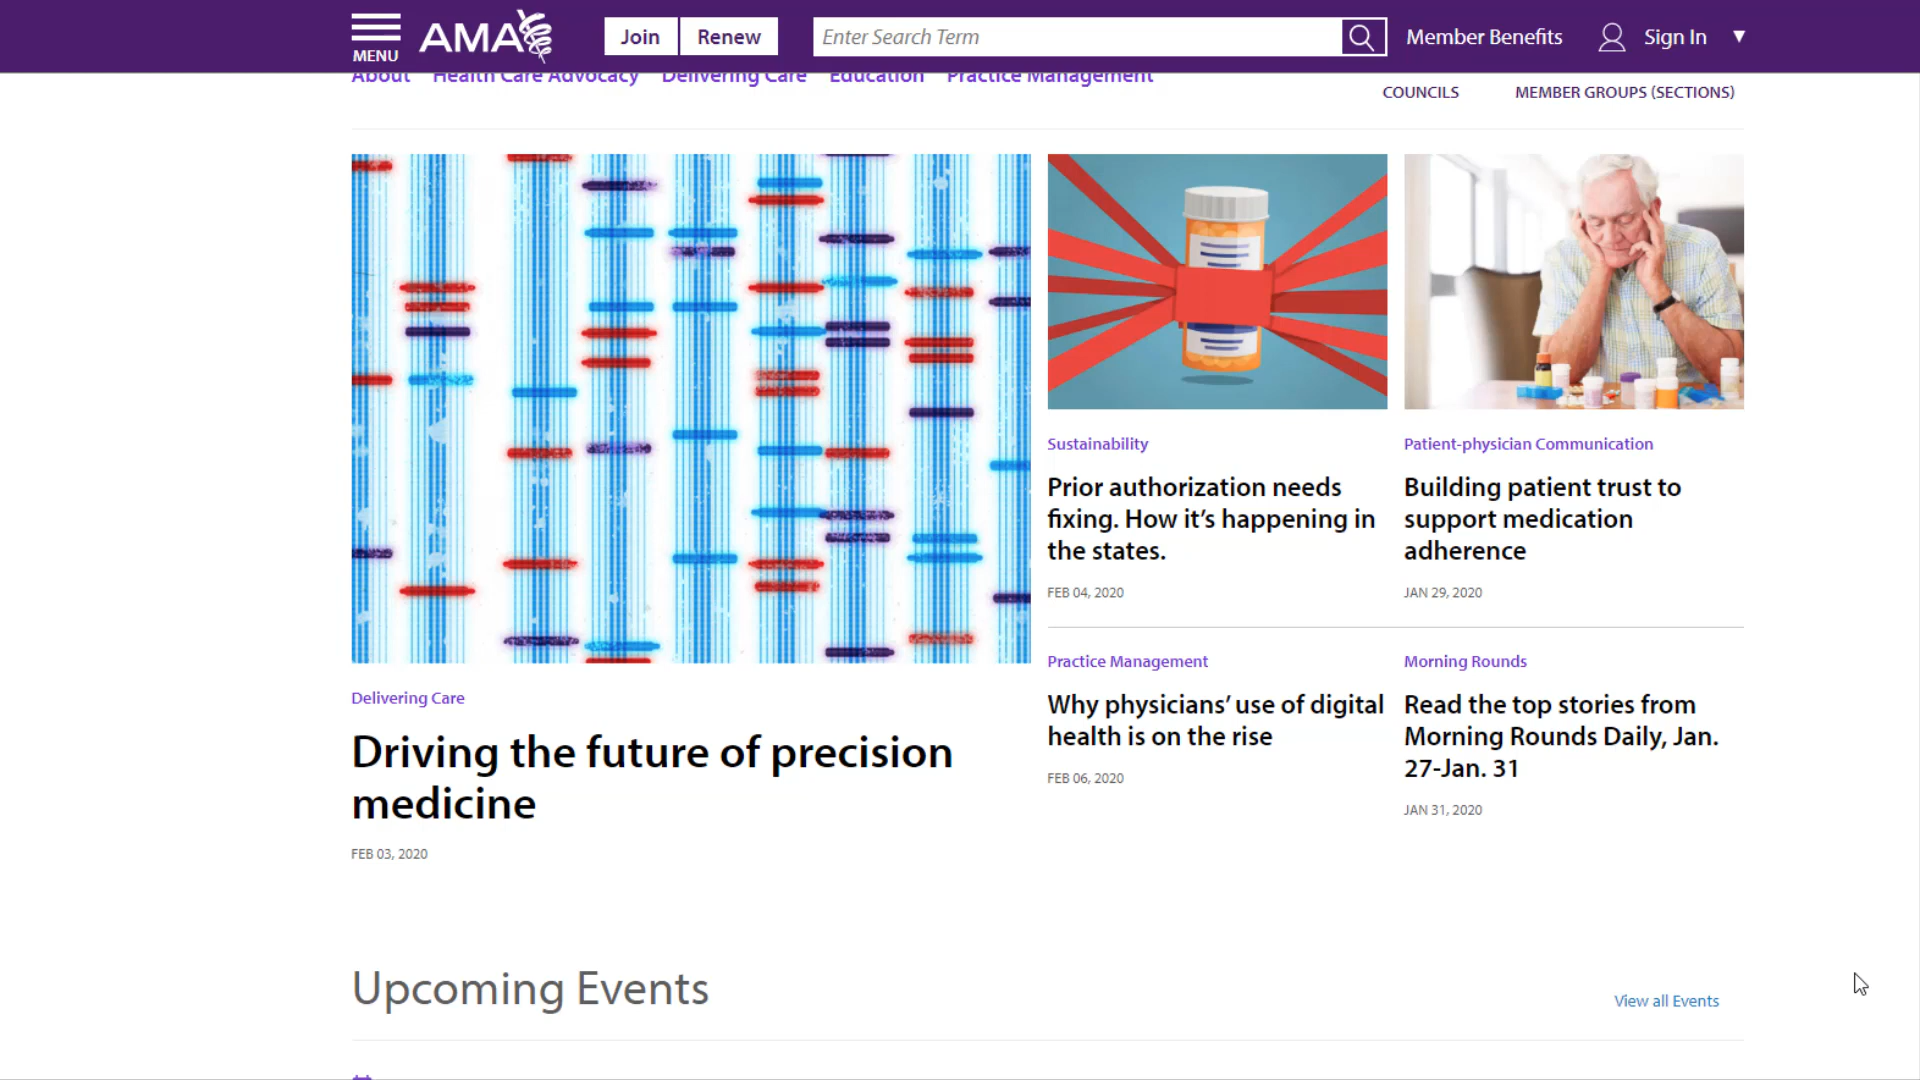 MENU
AMA
Join
Renew
Enter Search Term
Member Benefits
Sign In
About
Health Care Advocacy
Delivering Care
Education
Practice Management
COUNCILS
MEMBER GROUPS (SECTIONS)
Delivering Care
Driving the future of precision
medicine
FEB 03, 2020
Sustainability
Prior authorization needs
fixing. How it’s happening in
the states.
FEB 04, 2020
Patient-physician Communication
Building patient trust to
support medication
adherence
JAN 29, 2020
Practice Management
Why physicians’ use of digital
health is on the rise
FEB 06, 2020
Morning Rounds
Read the top stories from
Morning Rounds Daily, Jan.
27-Jan. 31
JAN 31, 2020
Upcoming Events
View all Events